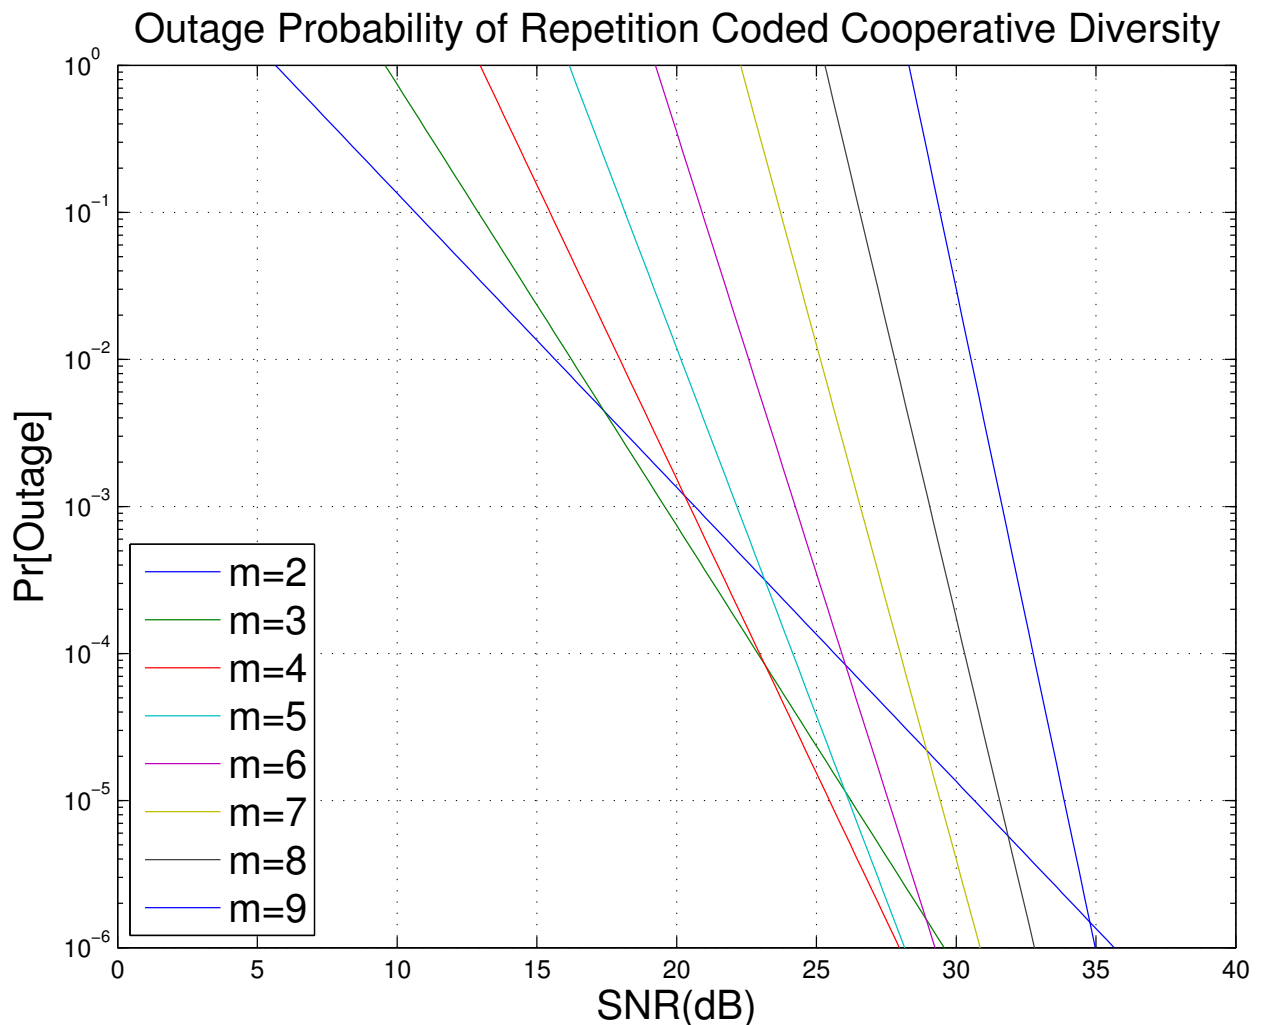 Outage Probability of Repetition Coded Cooperative Diversity
10^0
10^-1
10^-2
10^-3
10^-4
10^-5
10^-6
Pr[Outage]
m=2
m=3
m=4
m=5
m=6
m=7
m=8
m=9
0 5 10 15 20 25 30 35 40
SNR(dB)